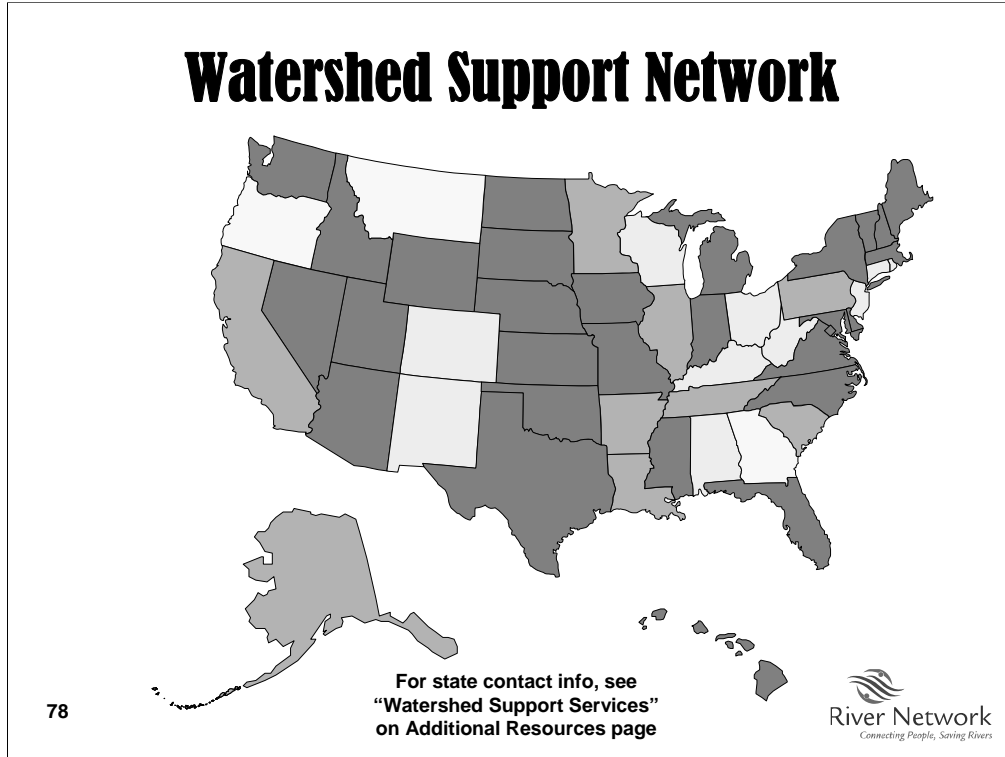 Watershed Support Network
For state contact info, see
“Watershed Support Services”
on Additional Resources page
78
River Network
Connecting People, Saving Rivers